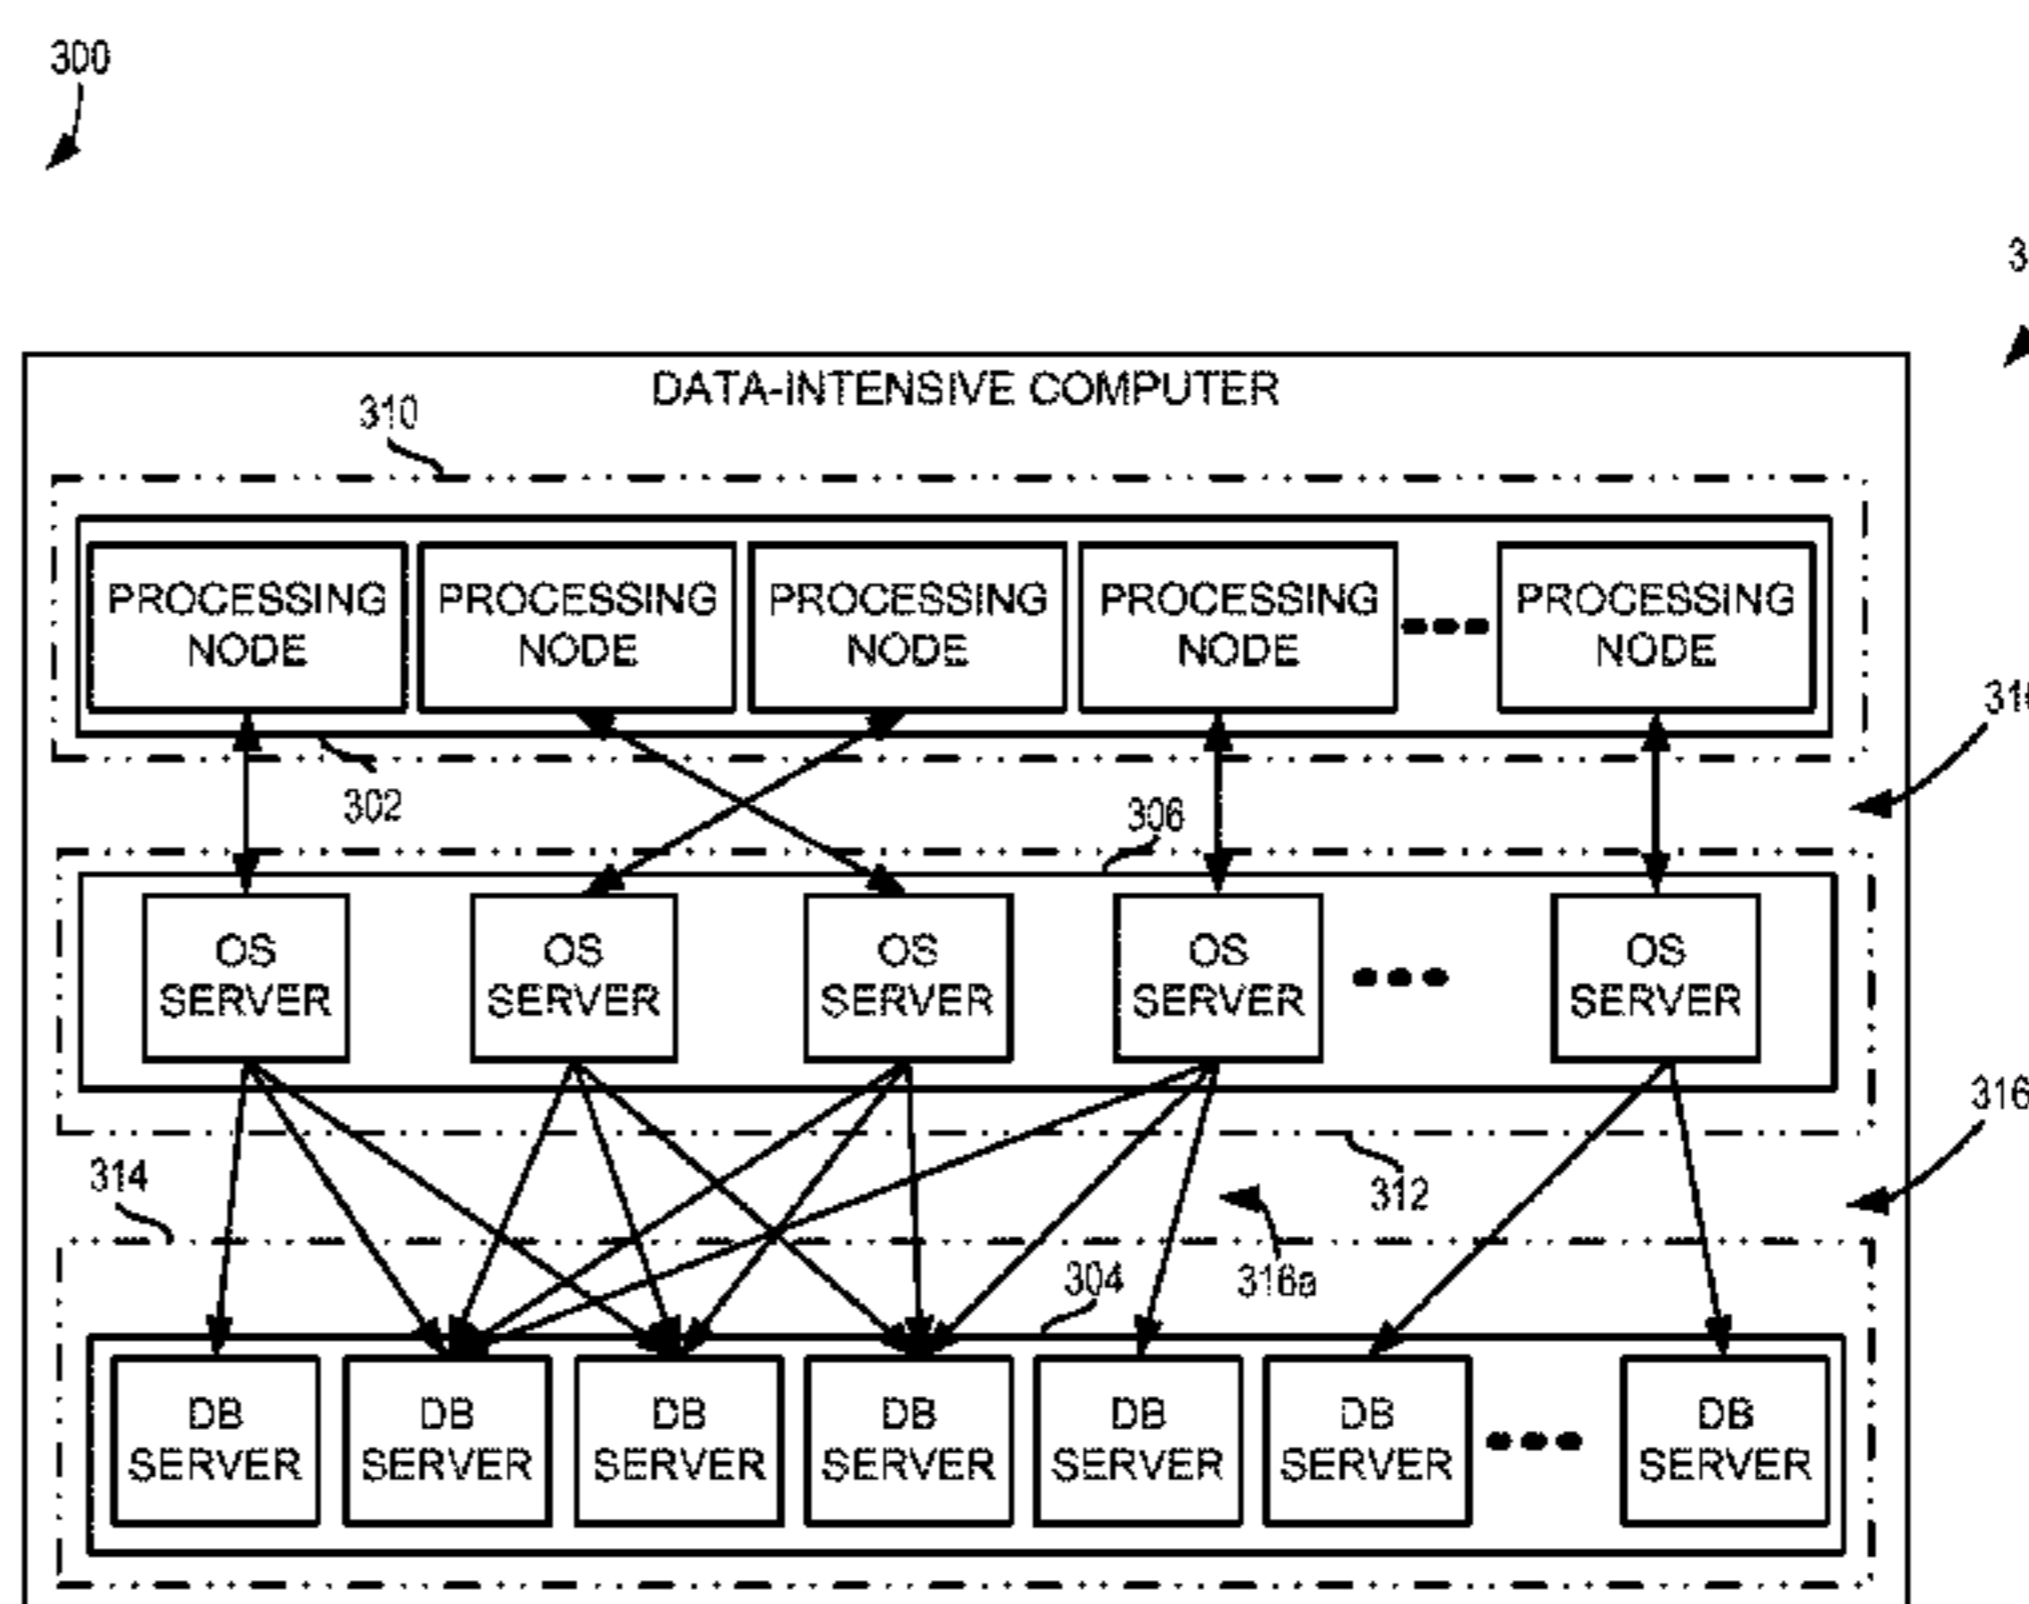 300
3
DATA-INTENSIVE COMPUTER
310
PROCESSING NODE
PROCESSING NODE
PROCESSING NODE
PROCESSING NODE
PROCESSING NODE
302
306
OS SERVER
OS SERVER
OS SERVER
OS SERVER
OS SERVER
316
314
312
316a
304
DB SERVER
DB SERVER
DB SERVER
DB SERVER
DB SERVER
DB SERVER
DB SERVER